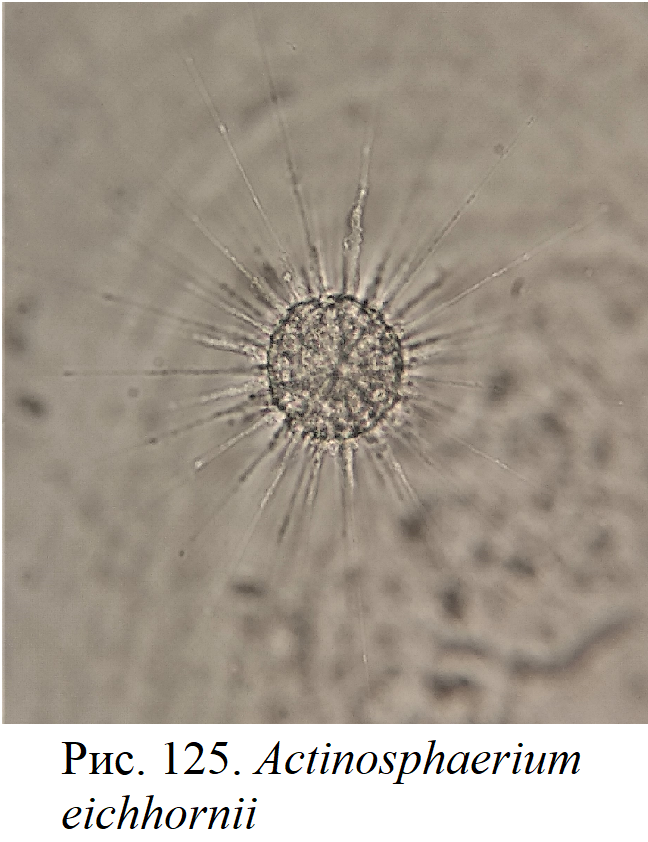 Рис. 125. Actinosphaerium
eichhornii